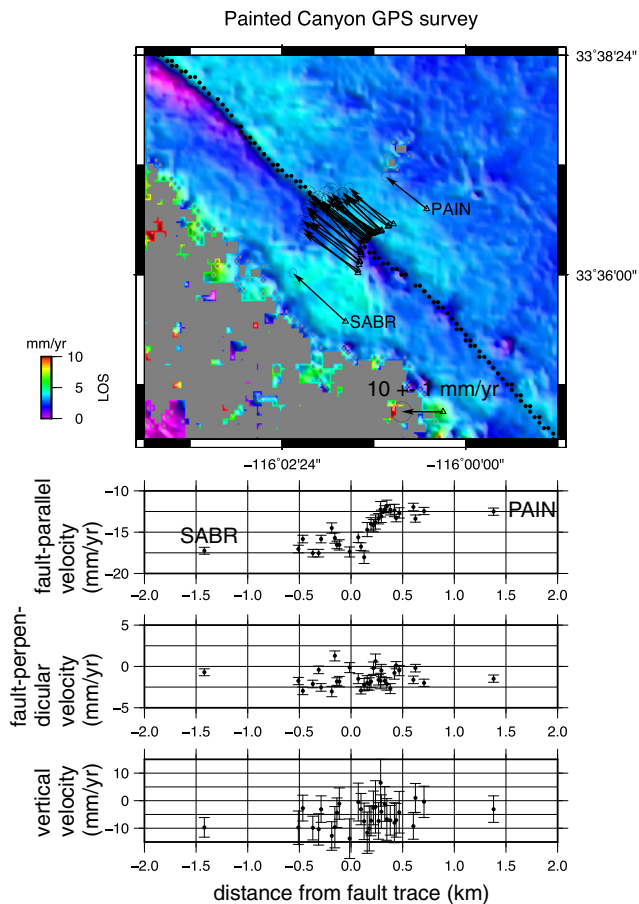 Painted Canyon GPS survey
33˚38'24"
PAIN
33˚36'00"
SABR
mm/yr
10
5
0
LOS
10 +- 1 mm/yr
−116˚02'24" −116˚00'00"
fault-parallel
velocity
(mm/yr)
−10
−15
−20
SABR PAIN
−2.0 −1.5 −1.0 −0.5 0.0 0.5 1.0 1.5 2.0
fault-perpen-
dicular velocity
(mm/yr)
5
0
−5
−2.0 −1.5 −1.0 −0.5 0.0 0.5 1.0 1.5 2.0
vertical
velocity
(mm/yr)
10
0
−10
−2.0 −1.5 −1.0 −0.5 0.0 0.5 1.0 1.5 2.0
distance from fault trace (km)